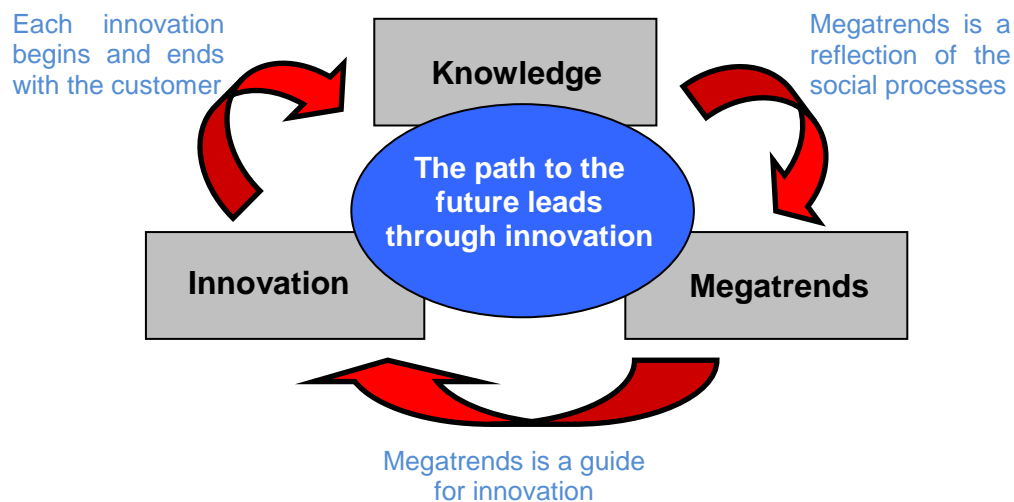 Each innovation
begins and ends
with the customer
Megatrends is a
reflection of the
social processes
Knowledge
The path to the
future leads
through innovation
Innovation
Megatrends
Megatrends is a guide
for innovation